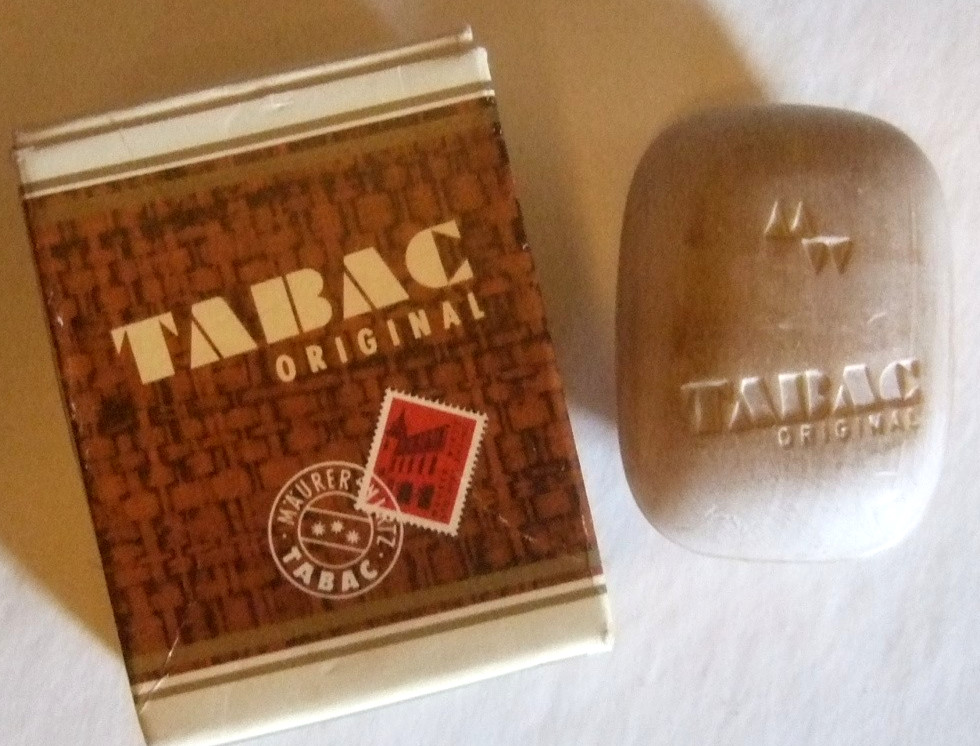 TABAC
ORIGINAL
MÄURER + WIRTZ
TABAC
TABAC
ORIGINAL